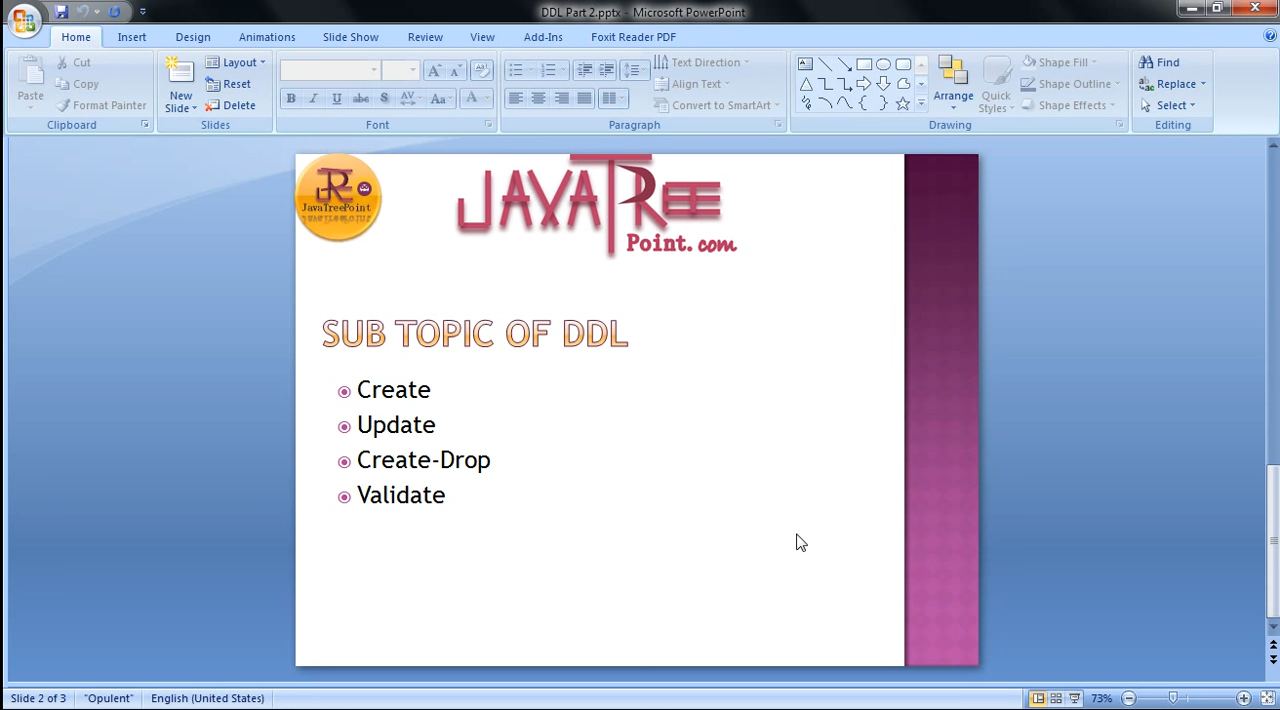 DDL Part 2.pptx - Microsoft PowerPoint
Home Insert Design Animations Slide Show Review View Add-Ins Foxit Reader PDF
Paste
Cut
Copy
Format Painter
Clipboard
New Slide
Layout
Reset
Delete
Slides
B I U abc S AV Aa A
Font
Text Direction
Align Text
Convert to SmartArt
Paragraph
Arrange
Quick Styles
Shape Fill
Shape Outline
Shape Effects
Drawing
Find
Replace
Select
Editing
JTR
JavaTreePoint
JAVATREE
Point.com
SUB TOPIC OF DDL
Create
Update
Create-Drop
Validate
Slide 2 of 3 "Opulent" English (United States) 73%